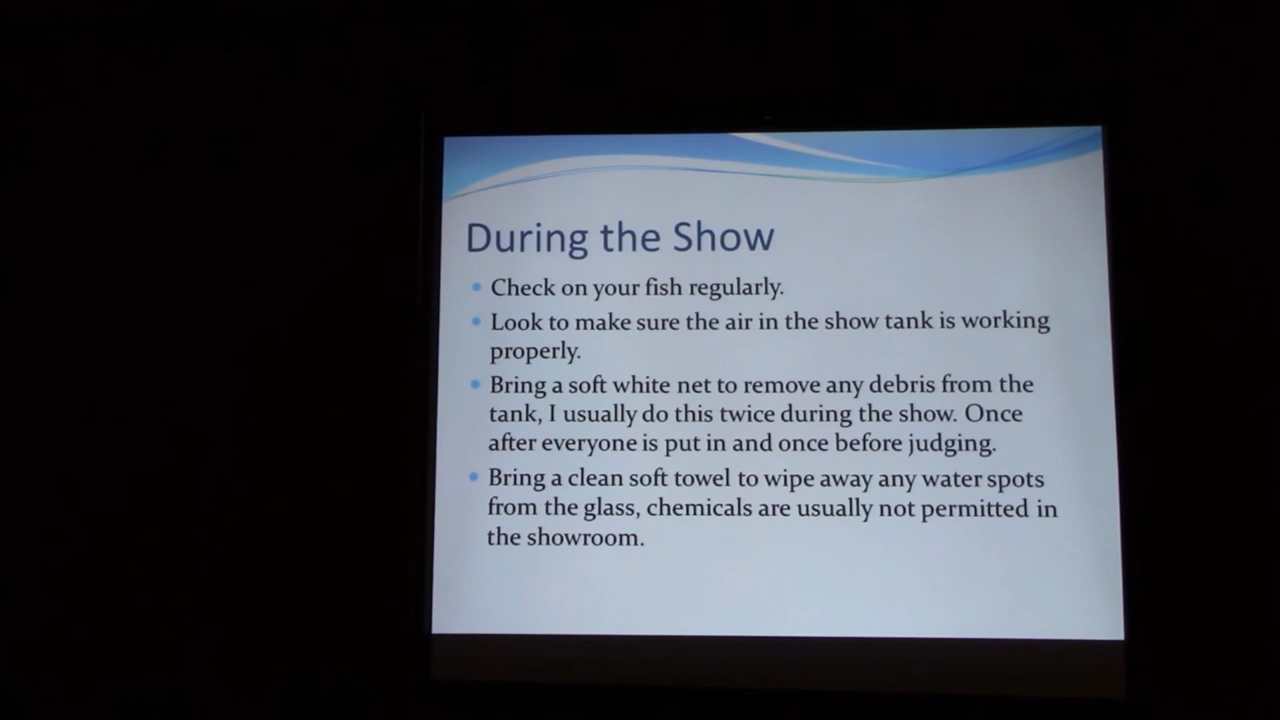 During the Show
Check on your fish regularly.
Look to make sure the air in the show tank is working
properly.
Bring a soft white net to remove any debris from the
tank, I usually do this twice during the show. Once
after everyone is put in and once before judging.
Bring a clean soft towel to wipe away any water spots
from the glass, chemicals are usually not permitted in
the showroom.